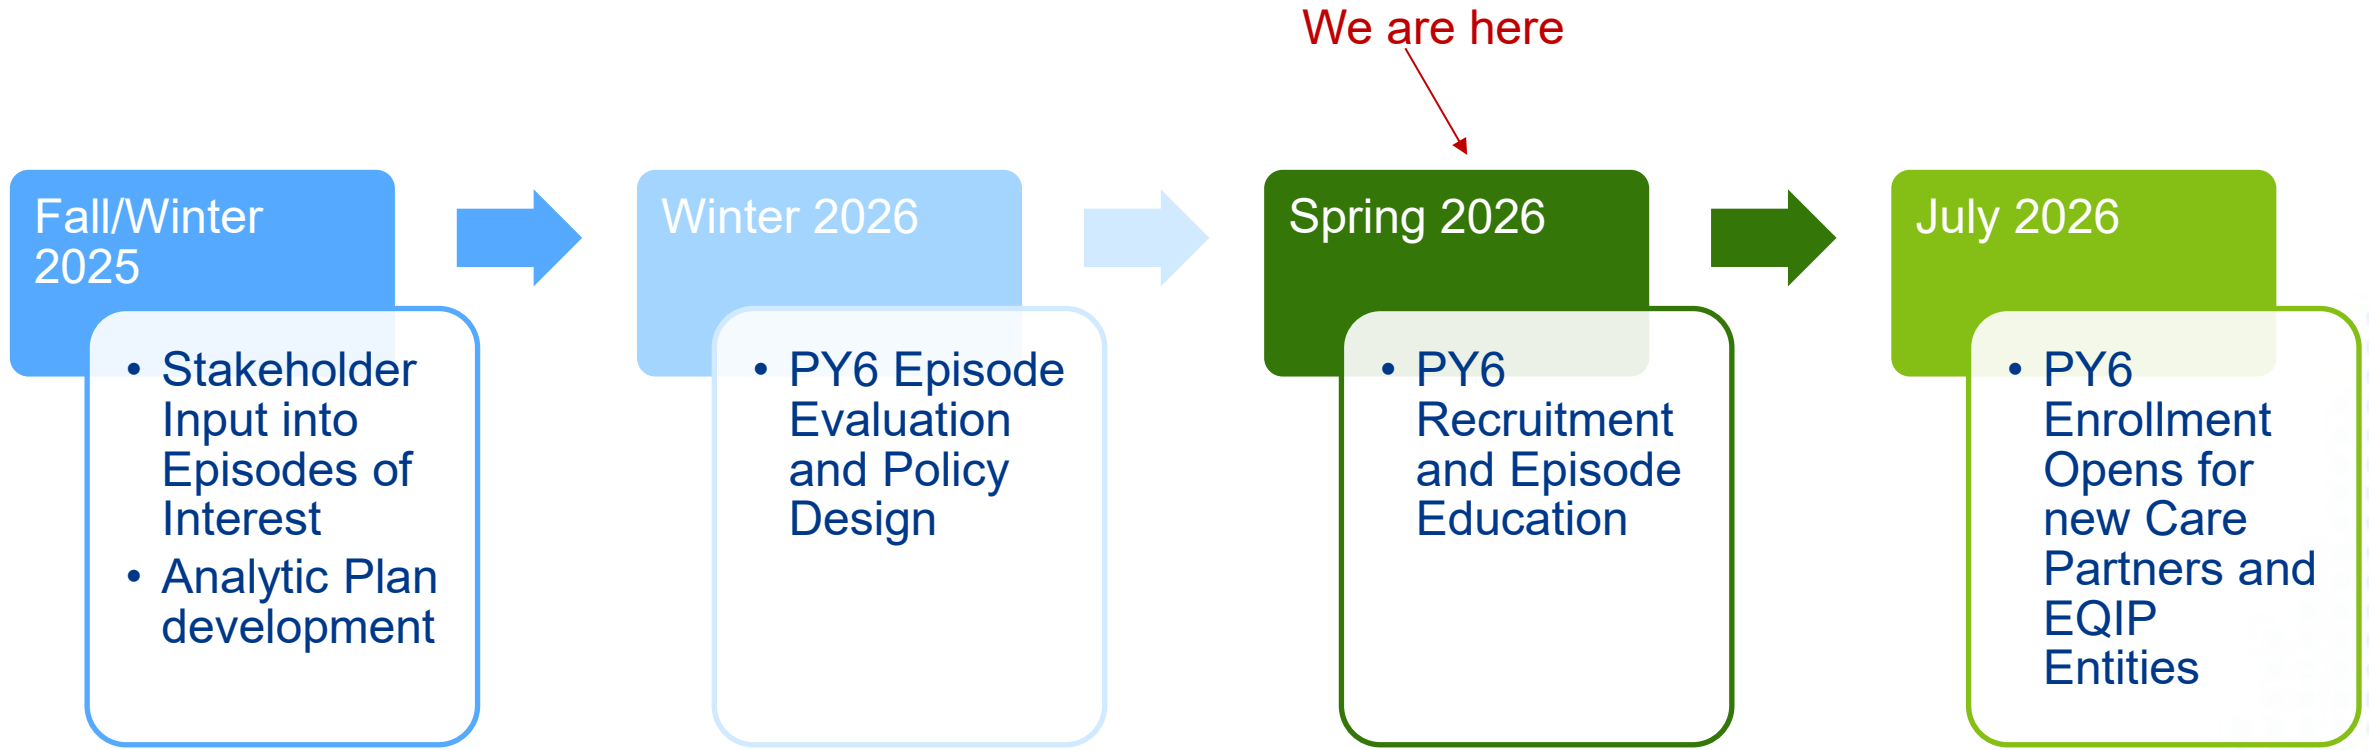 We are here
Fall/Winter
2025
• Stakeholder
Input into
Episodes of
Interest
• Analytic Plan
development
Winter 2026
• PY6 Episode
Evaluation
and Policy
Design
Spring 2026
• PY6
Recruitment
and Episode
Education
July 2026
• PY6
Enrollment
Opens for
new Care
Partners and
EQIP
Entities